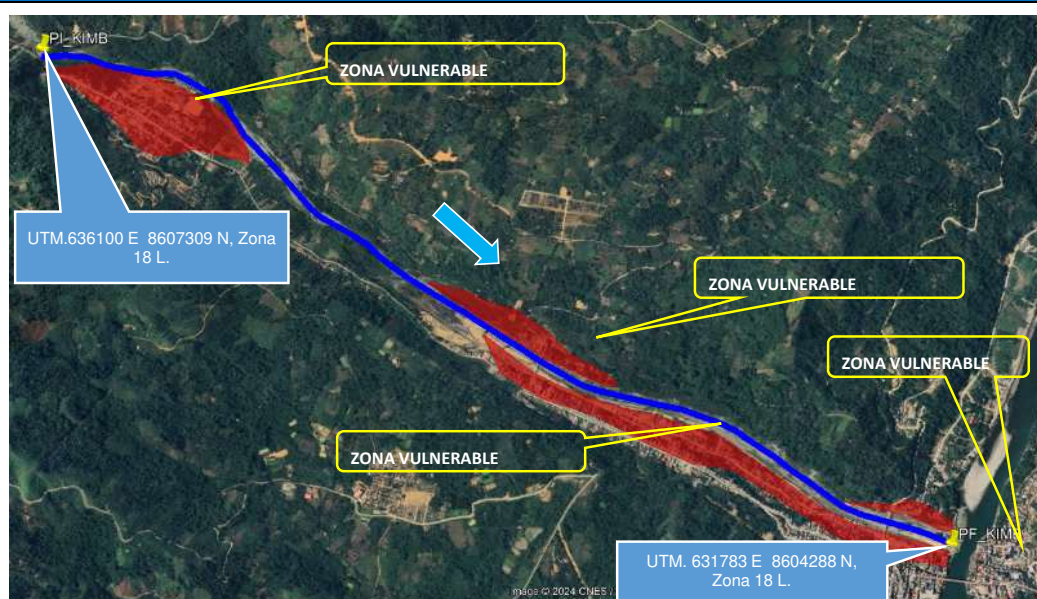 PI_KIMB
ZONA VULNERABLE
UTM.636100 E 8607309 N, Zona
18 L.
ZONA VULNERABLE
ZONA VULNERABLE
ZONA VULNERABLE
PF_KIM
UTM. 631783 E 8604288 N,
Zona 18 L.
Image © 2024 CNES /